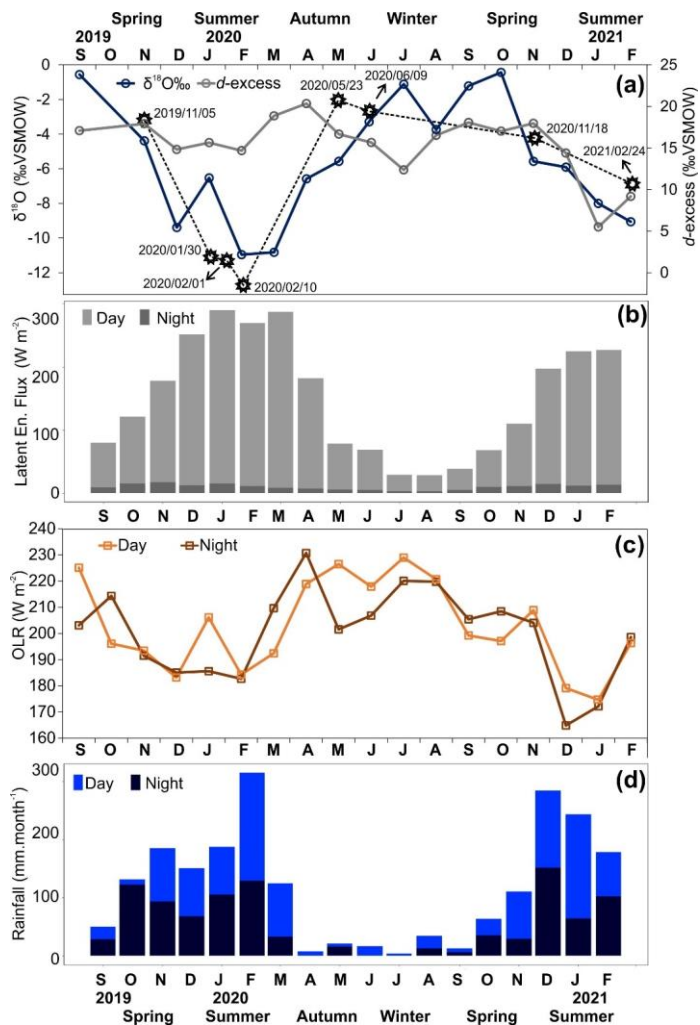 Spring Summer Autumn Winter Spring Summer
2019 2020 2021
S O N D J F M A M J J A S O N D J F
(a)
δ¹⁸O‰ d-excess
δ¹⁸O (‰VSMOW)
0
-2
-4
-6
-8
-10
-12
d-excess (‰VSMOW)
25
20
15
10
5
0
2019/11/05
2020/01/30
2020/02/01
2020/02/10
2020/05/23
2020/06/09
2020/11/18
2021/02/24
(b)
Day Night
Latent En. Flux (W m⁻²)
300
200
100
0
S O N D J F M A M J J A S O N D J F
(c)
Day Night
OLR (W m⁻²)
240
230
220
210
200
190
180
170
160
S O N D J F M A M J J A S O N D J F
(d)
Day Night
Rainfall (mm.month⁻¹)
300
200
100
0
S O N D J F M A M J J A S O N D J F
2019 2020 2021
Spring Summer Autumn Winter Spring Summer